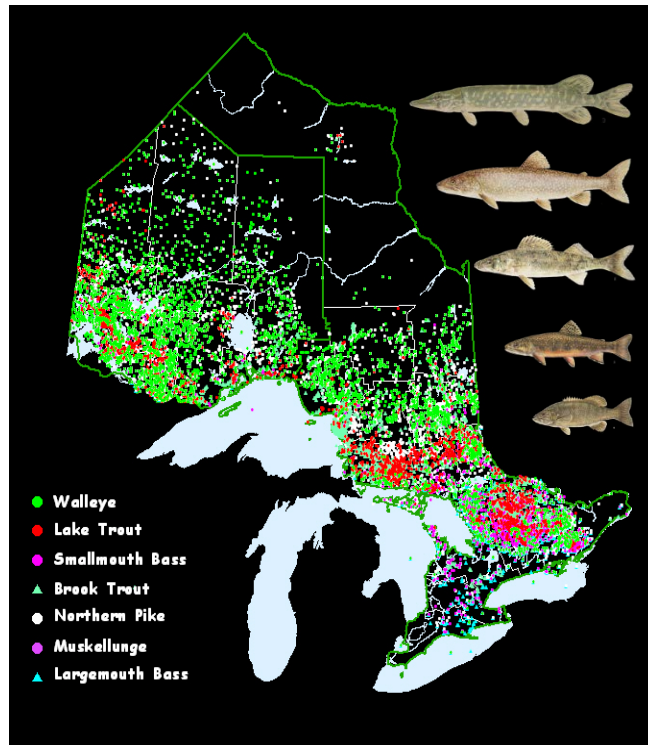 Walleye
Lake Trout
Smallmouth Bass
Brook Trout
Northern Pike
Muskellunge
Largemouth Bass